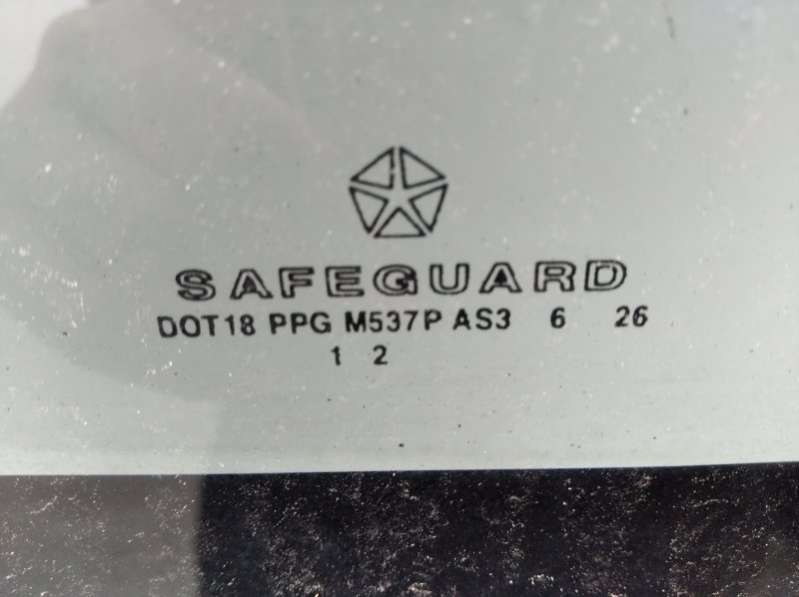 SAFEGUARD
DOT18 PPG M537P AS3 6 26
1 2